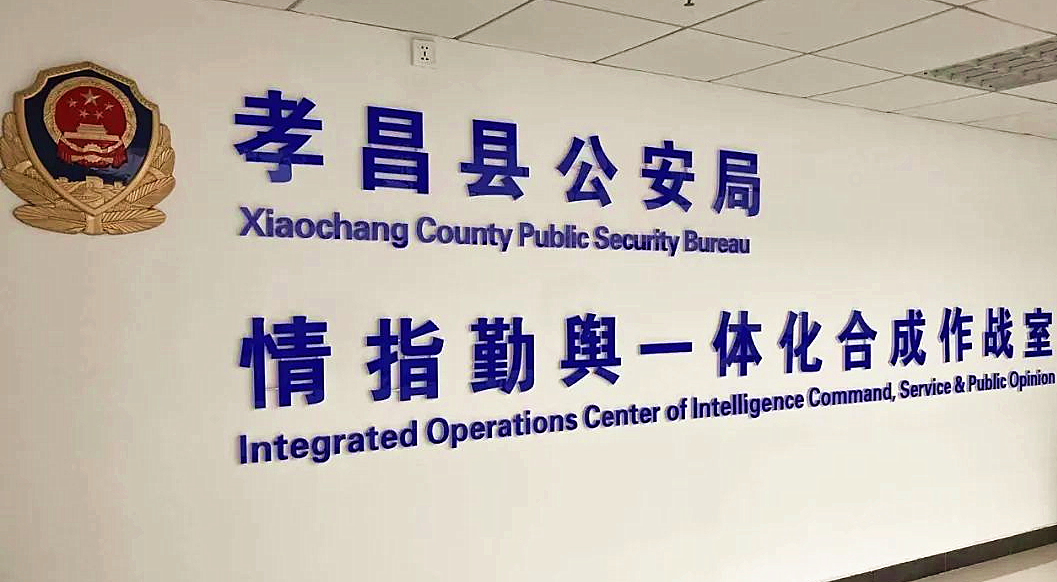 孝昌县公安局
Xiaochang County Public Security Bureau
情指勤舆一体化合成作战室
Integrated Operations Center of Intelligence Command, Service & Public Opinion